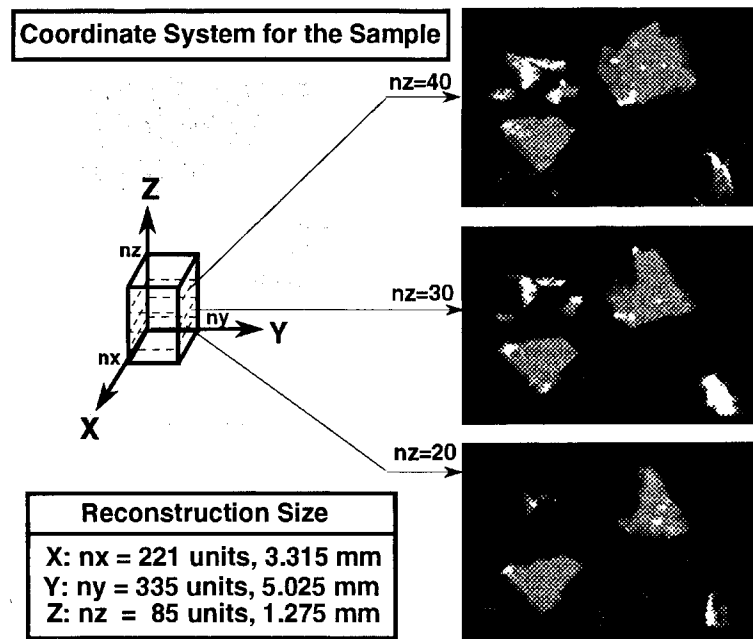 Coordinate System for the Sample
nz=40
Z
nz
nz=30
ny
Y
nx
X
nz=20
Reconstruction Size
X: nx = 221 units, 3.315 mm
Y: ny = 335 units, 5.025 mm
Z: nz = 85 units, 1.275 mm